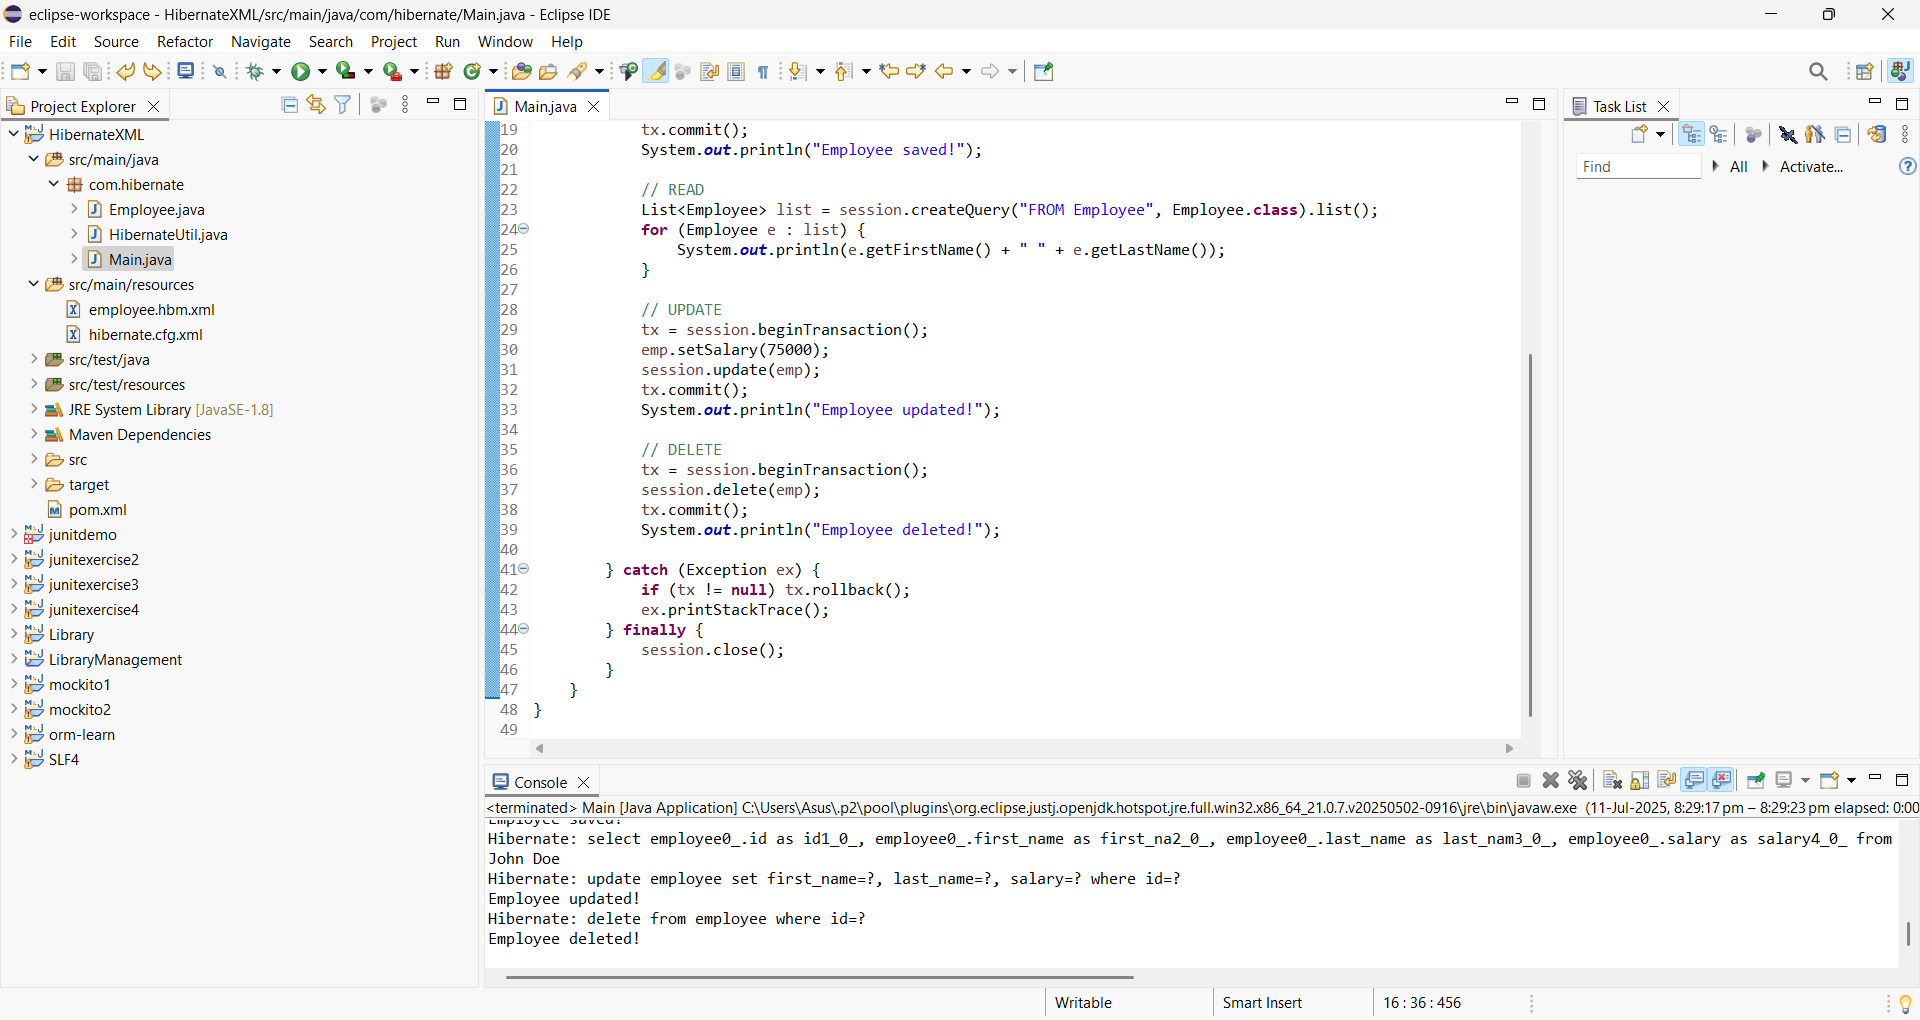 eclipse-workspace - HibernateXML/src/main/java/com/hibernate/Main.java - Eclipse IDE
File Edit Source Refactor Navigate Search Project Run Window Help
Project Explorer
HibernateXML
src/main/java
com.hibernate
Employee.java
HibernateUtil.java
Main.java
src/main/resources
employee.hbm.xml
hibernate.cfg.xml
src/test/java
src/test/resources
JRE System Library [JavaSE-1.8]
Maven Dependencies
src
target
pom.xml
junitdemo
junitexercise2
junitexercise3
junitexercise4
Library
LibraryManagement
mockito1
mockito2
orm-learn
SLF4
Main.java
19 tx.commit();
20 System.out.println("Employee saved!");
21
22 // READ
23 List<Employee> list = session.createQuery("FROM Employee", Employee.class).list();
24 for (Employee e : list) {
25 System.out.println(e.getFirstName() + " " + e.getLastName());
26 }
27
28 // UPDATE
29 tx = session.beginTransaction();
30 emp.setSalary(75000);
31 session.update(emp);
32 tx.commit();
33 System.out.println("Employee updated!");
34
35 // DELETE
36 tx = session.beginTransaction();
37 session.delete(emp);
38 tx.commit();
39 System.out.println("Employee deleted!");
40
41 } catch (Exception ex) {
42 if (tx != null) tx.rollback();
43 ex.printStackTrace();
44 } finally {
45 session.close();
46 }
47 }
48 }
49
Task List
Find All Activate...
Console
<terminated> Main [Java Application] C:\Users\Asus\.p2\pool\plugins\org.eclipse.justj.openjdk.hotspot.jre.full.win32.x86_64_21.0.7.v20250502-0916\jre\bin\javaw.exe (11-Jul-2025, 8:29:17 pm – 8:29:23 pm elapsed: 0:00
Employee saved!
Hibernate: select employee0_.id as id1_0_, employee0_.first_name as first_na2_0_, employee0_.last_name as last_nam3_0_, employee0_.salary as salary4_0_ from
John Doe
Hibernate: update employee set first_name=?, last_name=?, salary=? where id=?
Employee updated!
Hibernate: delete from employee where id=?
Employee deleted!
Writable Smart Insert 16 : 36 : 456